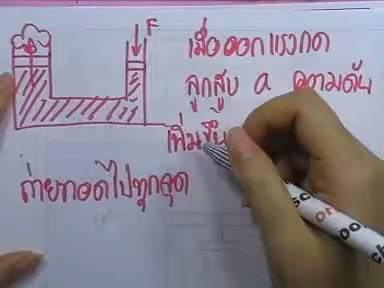 F
เมื่อออกแรงกด
ลูกสูบ a ความดัน
เพิ่มขึ้น
ถ่ายทอดไปทุกจุด